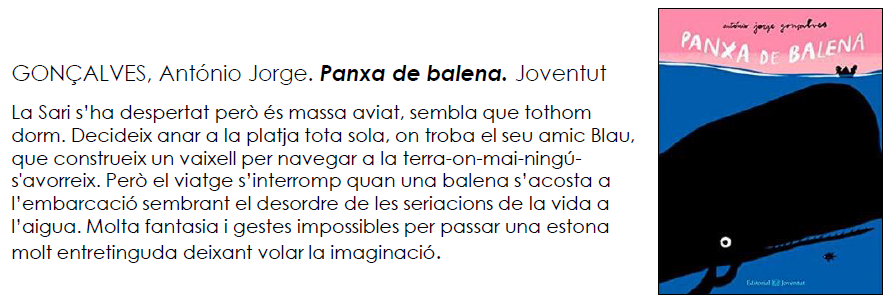 GONÇALVES, António Jorge. Panxa de balena. Joventut
La Sari s’ha despertat però és massa aviat, sembla que tothom
dorm. Decideix anar a la platja tota sola, on troba el seu amic Blau,
que construeix un vaixell per navegar a la terra-on-mai-ningú-
s'avorreix. Però el viatge s’interromp quan una balena s’acosta a
l’embarcació sembrant el desordre de les seriacions de la vida a
l’aigua. Molta fantasia i gestes impossibles per passar una estona
molt entretinguda deixant volar la imaginació.
antónio jorge gonçalves
PANXA DE BALENA
Editorial EJ Joventut